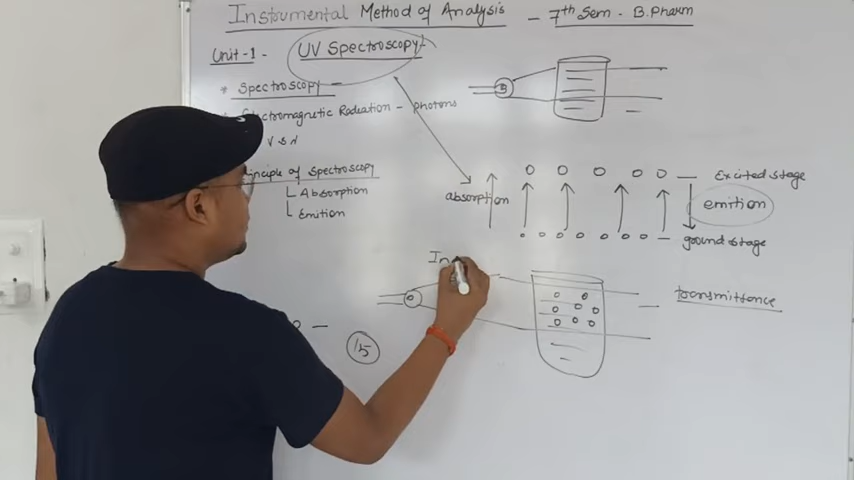 Instrumental Method of Analysis - 7th Sem - B.Pharm
Unit-1
UV Spectroscopy
* Spectroscopy
Electromagnetic Radiation - photons
Principle of Spectroscopy
Absorption
Emition
absorption
Excited stage
emition
ground stage
In
transmittance
15